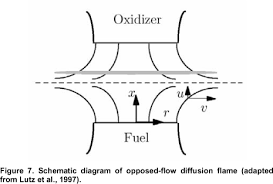 Oxidizer
x
u
r
v
Fuel
Figure 7. Schematic diagram of opposed-flow diffusion flame (adapted
from Lutz et al., 1997).